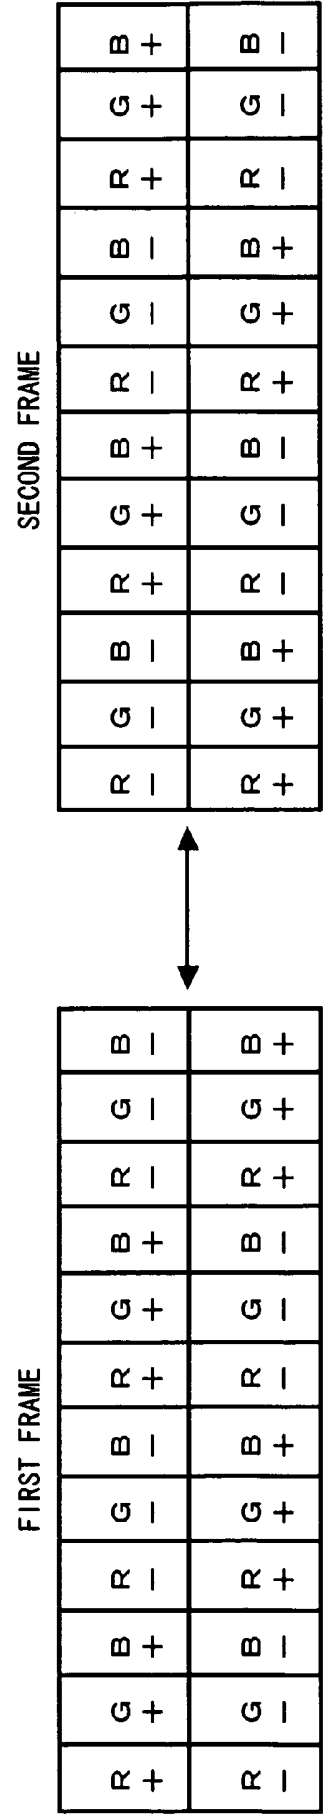 FIRST FRAME
R G B R G B R G B R G B
+ + + − − − + + + − − −
R G B R G B R G B R G B
− − − + + + − − − + + +
SECOND FRAME
R G B R G B R G B R G B
− − − + + + − − − + + +
R G B R G B R G B R G B
+ + + − − − + + + − − −